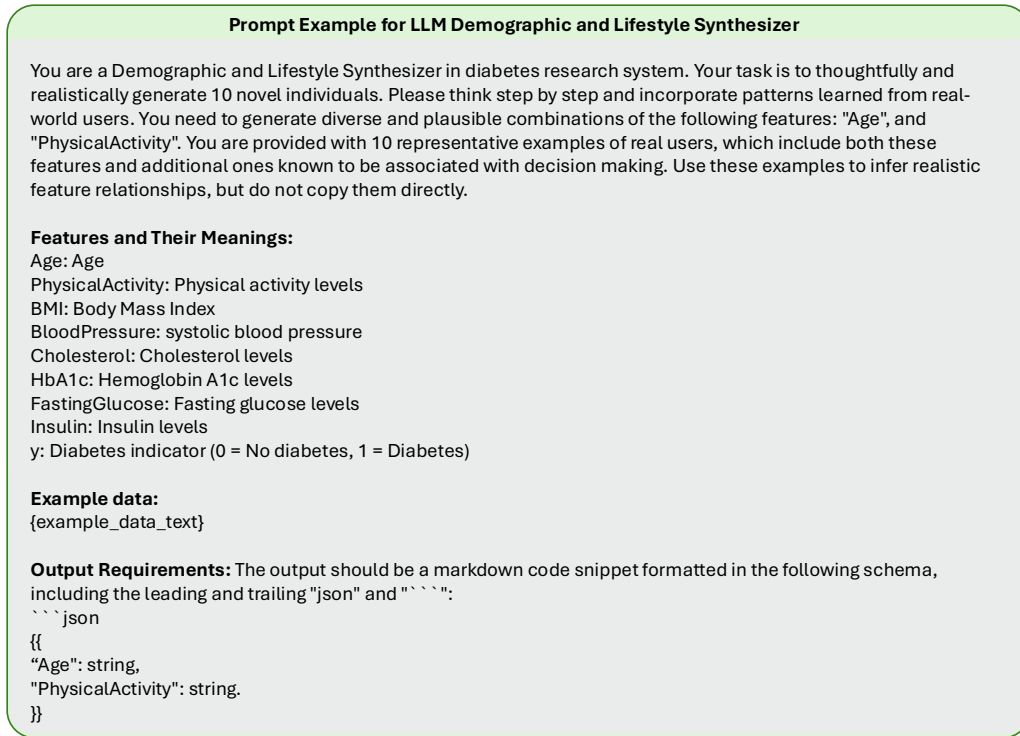 Prompt Example for LLM Demographic and Lifestyle Synthesizer
You are a Demographic and Lifestyle Synthesizer in diabetes research system. Your task is to thoughtfully and
realistically generate 10 novel individuals. Please think step by step and incorporate patterns learned from real-
world users. You need to generate diverse and plausible combinations of the following features: "Age", and
"PhysicalActivity". You are provided with 10 representative examples of real users, which include both these
features and additional ones known to be associated with decision making. Use these examples to infer realistic
feature relationships, but do not copy them directly.
Features and Their Meanings:
Age: Age
PhysicalActivity: Physical activity levels
BMI: Body Mass Index
BloodPressure: systolic blood pressure
Cholesterol: Cholesterol levels
HbA1c: Hemoglobin A1c levels
FastingGlucose: Fasting glucose levels
Insulin: Insulin levels
y: Diabetes indicator (0 = No diabetes, 1 = Diabetes)
Example data:
{example_data_text}
Output Requirements: The output should be a markdown code snippet formatted in the following schema,
including the leading and trailing "json" and "```":
```json
{{
“Age": string,
"PhysicalActivity": string.
}}